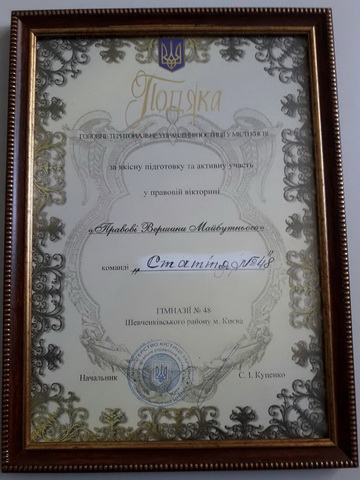 Подяка
ГОЛОВНЕ ТЕРИТОРІАЛЬНЕ УПРАВЛІННЯ ЮСТИЦІЇ У МІСТІ КИЄВІ
за якісну підготовку та активну участь
у правовій вікторині
«Правові Вершини Майбутнього»
команді „Стаття №48"
ГІМНАЗІЇ № 48
Шевченківського району м. Києва
Начальник С. І. Куценко